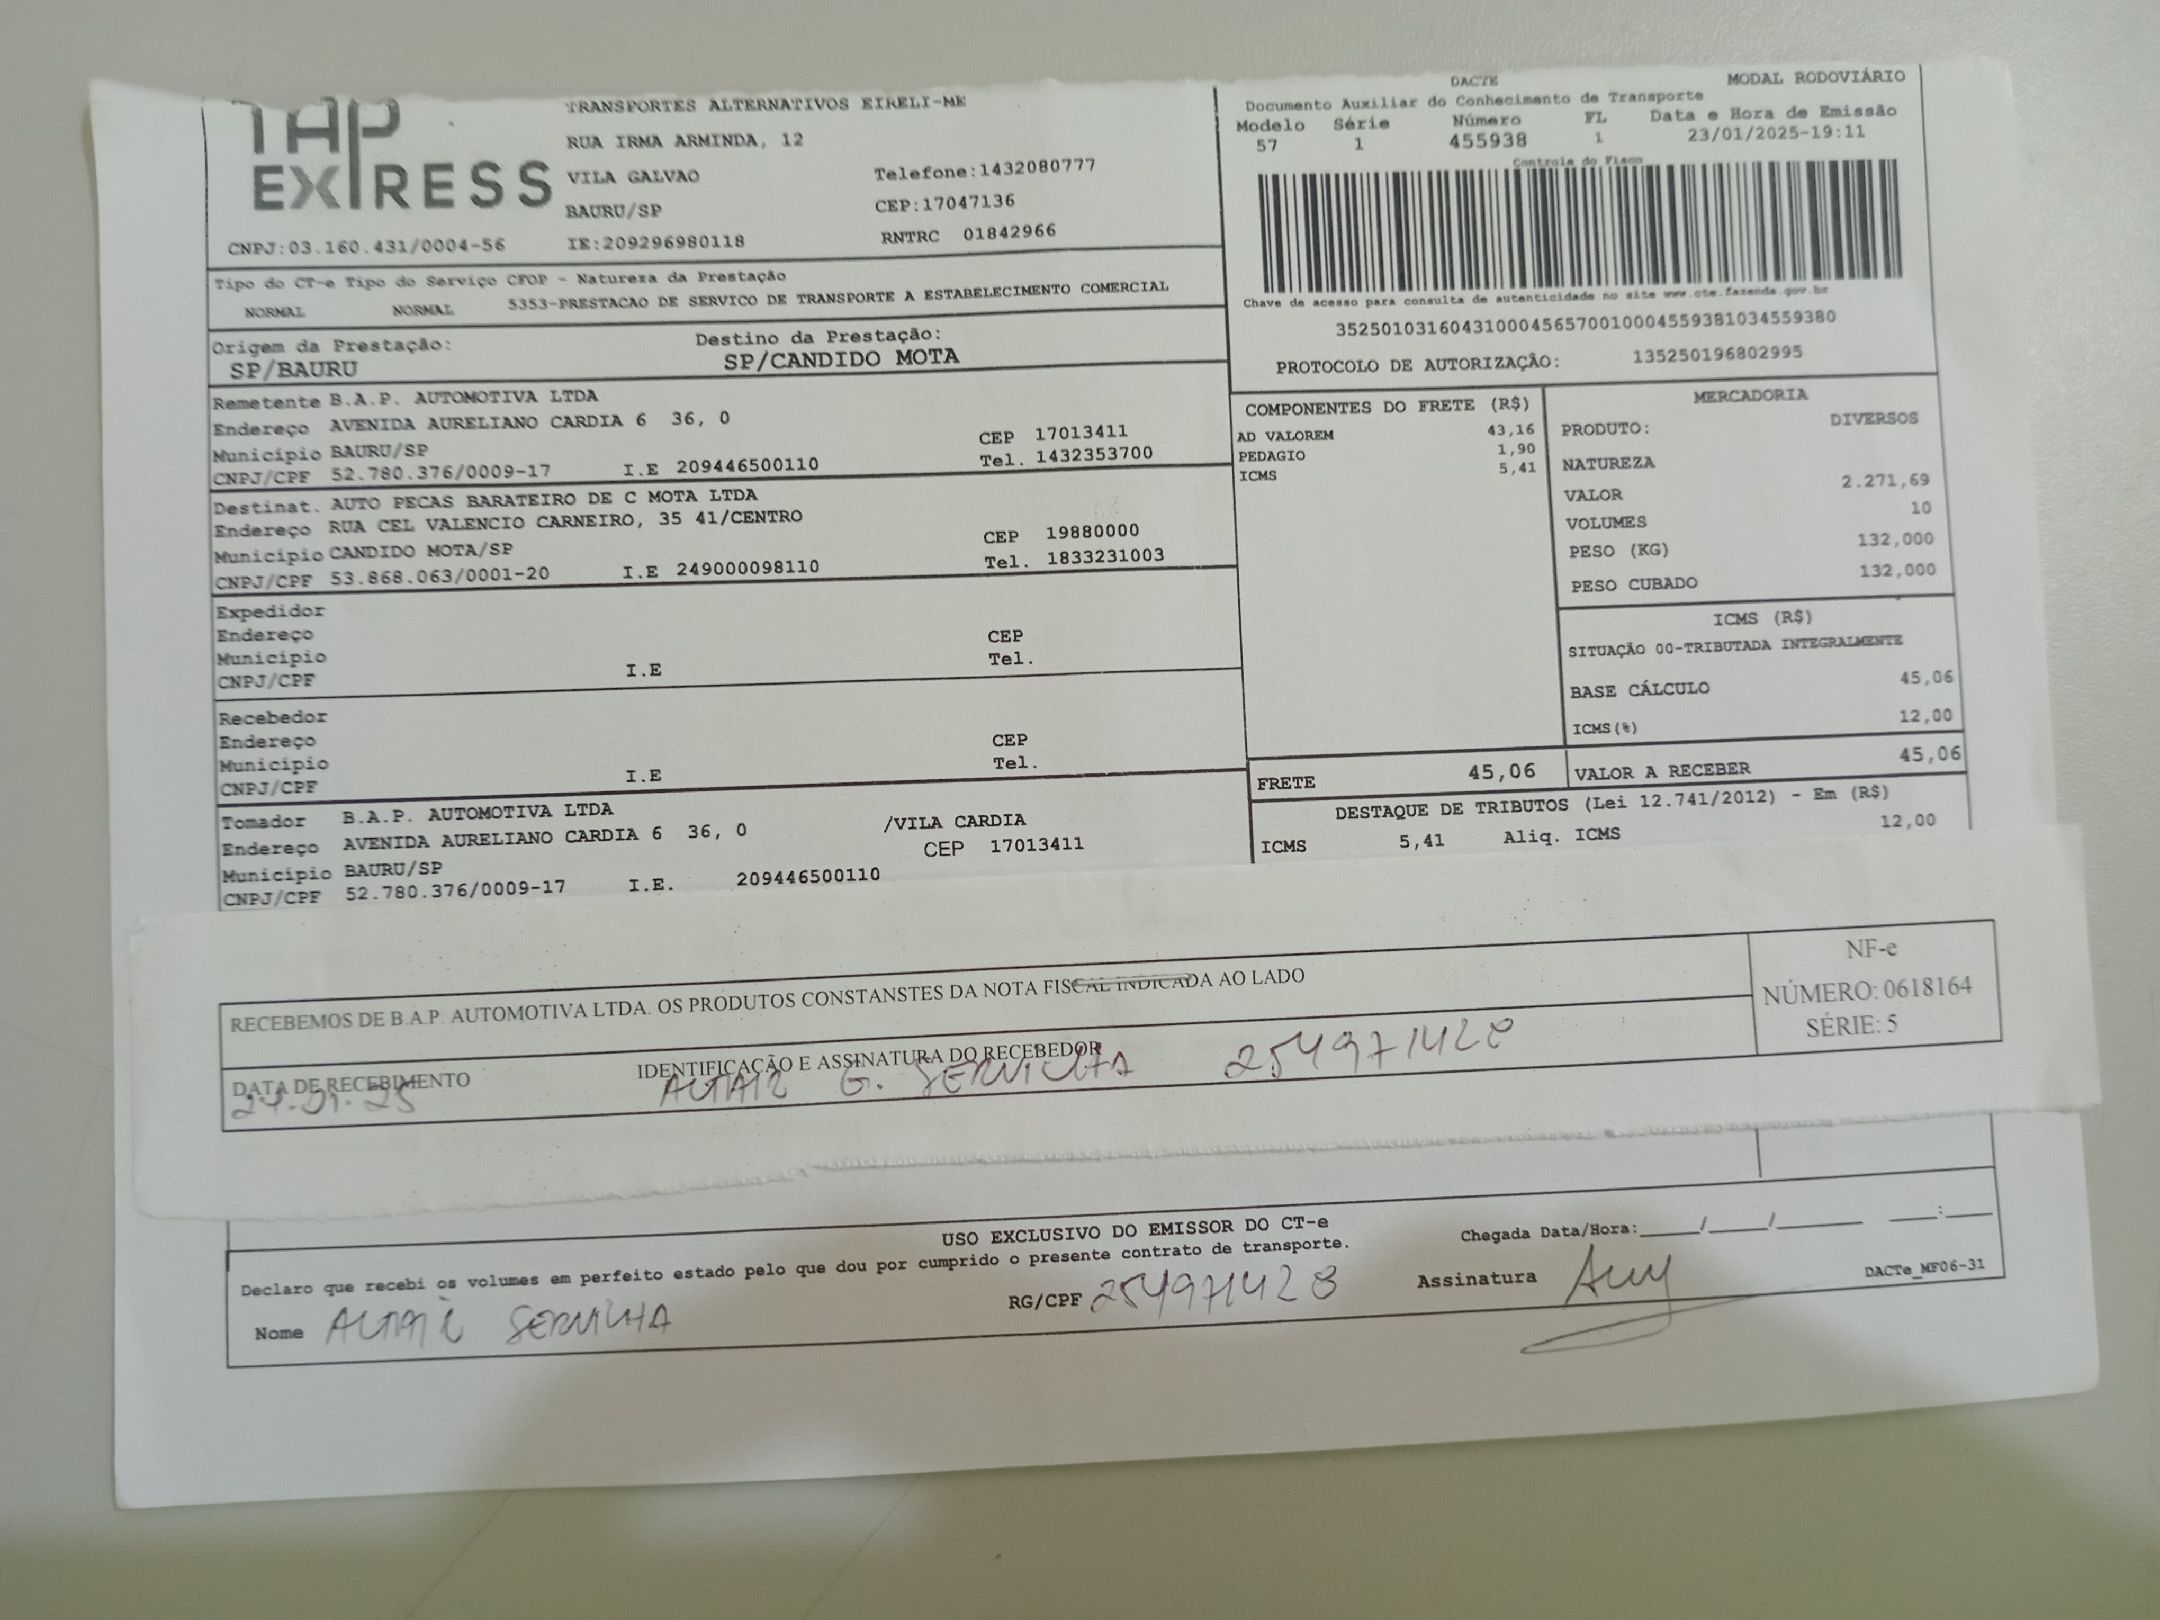 TAP EXPRESS
TRANSPORTES ALTERNATIVOS EIRELI-ME
RUA IRMA ARMINDA, 12
VILA GALVAO Telefone:1432080777
BAURU/SP CEP:17047136
CNPJ:03.160.431/0004-56 IE:209296980118 RNTRC 01842966
DACTE MODAL RODOVIÁRIO
Documento Auxiliar do Conhecimento de Transporte
Modelo Série Número FL Data e Hora de Emissão
57 1 455938 1 23/01/2025-19:11
Controle do Fisco
Chave de acesso para consulta de autenticidade no site www.cte.fazenda.gov.br
35250103160431000456570010004559381034559380
PROTOCOLO DE AUTORIZAÇÃO: 135250196802995
Tipo do CT-e Tipo do Serviço CFOP - Natureza da Prestação
NORMAL NORMAL 5353-PRESTACAO DE SERVICO DE TRANSPORTE A ESTABELECIMENTO COMERCIAL
Origem da Prestação: Destino da Prestação:
SP/BAURU SP/CANDIDO MOTA
Remetente B.A.P. AUTOMOTIVA LTDA
Endereço AVENIDA AURELIANO CARDIA 6 36, 0
Município BAURU/SP CEP 17013411
CNPJ/CPF 52.780.376/0009-17 I.E 209446500110 Tel. 1432353700
Destinat. AUTO PECAS BARATEIRO DE C MOTA LTDA
Endereço RUA CEL VALENCIO CARNEIRO, 35 41/CENTRO
Município CANDIDO MOTA/SP CEP 19880000
CNPJ/CPF 53.868.063/0001-20 I.E 249000098110 Tel. 1833231003
Expedidor
Endereço
Município CEP
CNPJ/CPF I.E Tel.
Recebedor
Endereço
Município CEP
CNPJ/CPF I.E Tel.
Tomador B.A.P. AUTOMOTIVA LTDA
Endereço AVENIDA AURELIANO CARDIA 6 36, 0 /VILA CARDIA
Município BAURU/SP CEP 17013411
CNPJ/CPF 52.780.376/0009-17 I.E. 209446500110
COMPONENTES DO FRETE (R$)
AD VALOREM 43,16
PEDAGIO 1,90
ICMS 5,41
MERCADORIA
PRODUTO: DIVERSOS
NATUREZA
VALOR 2.271,69
VOLUMES 10
PESO (KG) 132,000
PESO CUBADO 132,000
ICMS (R$)
SITUAÇÃO 00-TRIBUTADA INTEGRALMENTE
BASE CÁLCULO 45,06
ICMS(%) 12,00
FRETE 45,06 VALOR A RECEBER 45,06
DESTAQUE DE TRIBUTOS (Lei 12.741/2012) - Em (R$)
ICMS 5,41 Aliq. ICMS 12,00
RECEBEMOS DE B.A.P. AUTOMOTIVA LTDA. OS PRODUTOS CONSTANSTES DA NOTA FISCAL INDICADA AO LADO
NF-e
NÚMERO: 0618164
SÉRIE: 5
DATA DE RECEBIMENTO IDENTIFICAÇÃO E ASSINATURA DO RECEBEDOR
24.01.25 ALTAIR G. SERVILHA 254971428
USO EXCLUSIVO DO EMISSOR DO CT-e
Declaro que recebi os volumes em perfeito estado pelo que dou por cumprido o presente contrato de transporte.
Chegada Data/Hora:_____/_____/_______ ____:____
Nome ALTAIR SERVILHA RG/CPF 254971428 Assinatura
DACTe_MF06-31